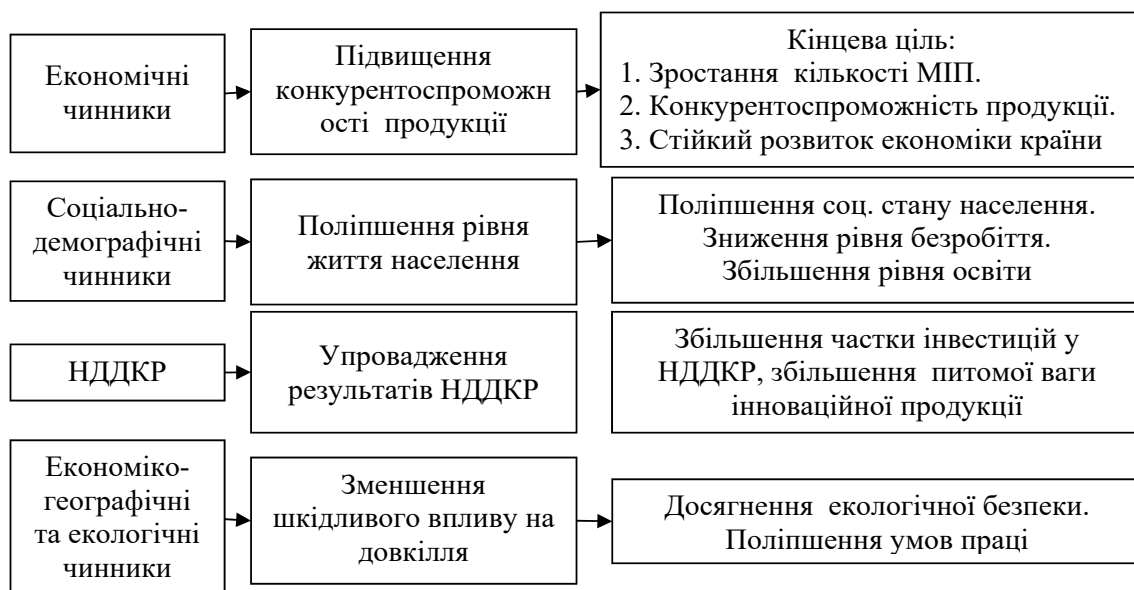 Економічні
чинники
Підвищення
конкурентоспроможн
ості продукції
Кінцева ціль:
1. Зростання кількості МІП.
2. Конкурентоспроможність продукції.
3. Стійкий розвиток економіки країни
Соціально-
демографічні
чинники
Поліпшення рівня
життя населення
Поліпшення соц. стану населення.
Зниження рівня безробіття.
Збільшення рівня освіти
НДДКР
Упровадження
результатів НДДКР
Збільшення частки інвестицій у
НДДКР, збільшення питомої ваги
інноваційної продукції
Економіко-
географічні
та екологічні
чинники
Зменшення
шкідливого впливу на
довкілля
Досягнення екологічної безпеки.
Поліпшення умов праці